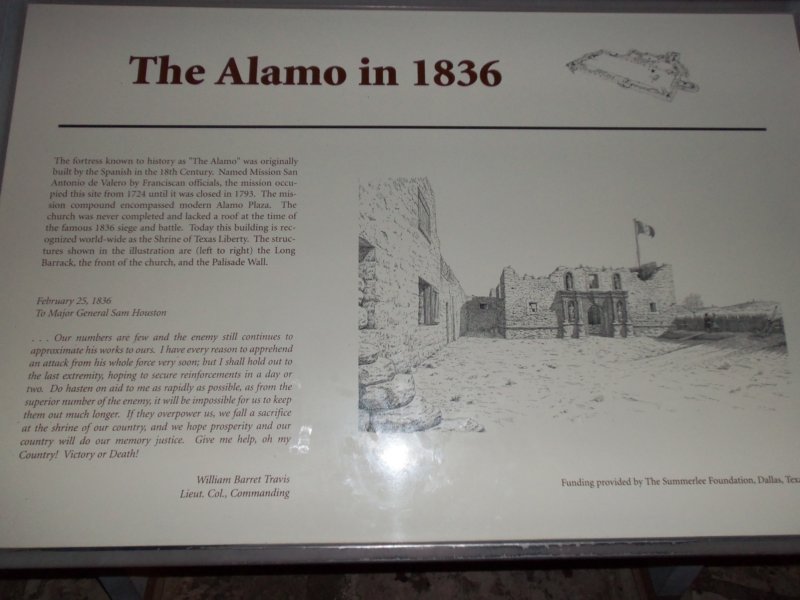 The Alamo in 1836
The fortress known to history as "The Alamo" was originally
built by the Spanish in the 18th Century. Named Mission San
Antonio de Valero by Franciscan officials, the mission occu-
pied this site from 1724 until it was closed in 1793. The mis-
sion compound encompassed modern Alamo Plaza. The
church was never completed and lacked a roof at the time of
the famous 1836 siege and battle. Today this building is rec-
ognized world-wide as the Shrine of Texas Liberty. The struc-
tures shown in the illustration are (left to right) the Long
Barrack, the front of the church, and the Palisade Wall.
February 25, 1836
To Major General Sam Houston
. . . Our numbers are few and the enemy still continues to
approximate his works to ours. I have every reason to apprehend
an attack from his whole force very soon; but I shall hold out to
the last extremity, hoping to secure reinforcements in a day or
two. Do hasten on aid to me as rapidly as possible, as from the
superior number of the enemy, it will be impossible for us to keep
them out much longer. If they overpower us, we fall a sacrifice
at the shrine of our country, and we hope prosperity and our
country will do our memory justice. Give me help, oh my
Country! Victory or Death!
William Barret Travis
Lieut. Col., Commanding
Funding provided by The Summerlee Foundation, Dallas, Texa